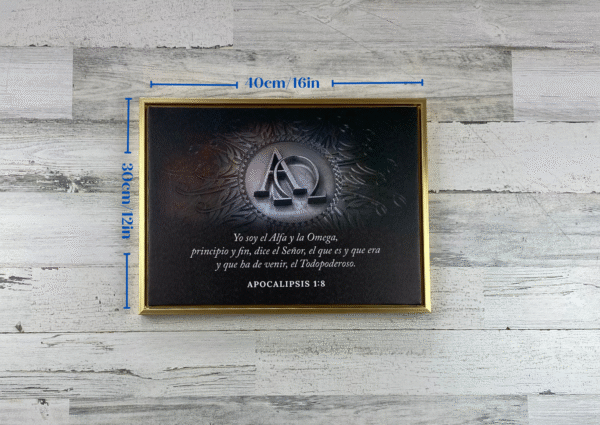 40cm/16in
30cm/12in
ΑΩ
Yo soy el Alfa y la Omega,
principio y fin, dice el Señor, el que es y que era
y que ha de venir, el Todopoderoso.
APOCALIPSIS 1:8